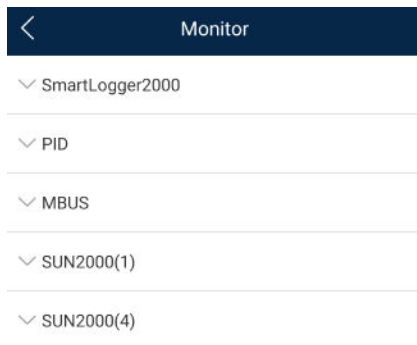 Monitor
SmartLogger2000
PID
MBUS
SUN2000(1)
SUN2000(4)